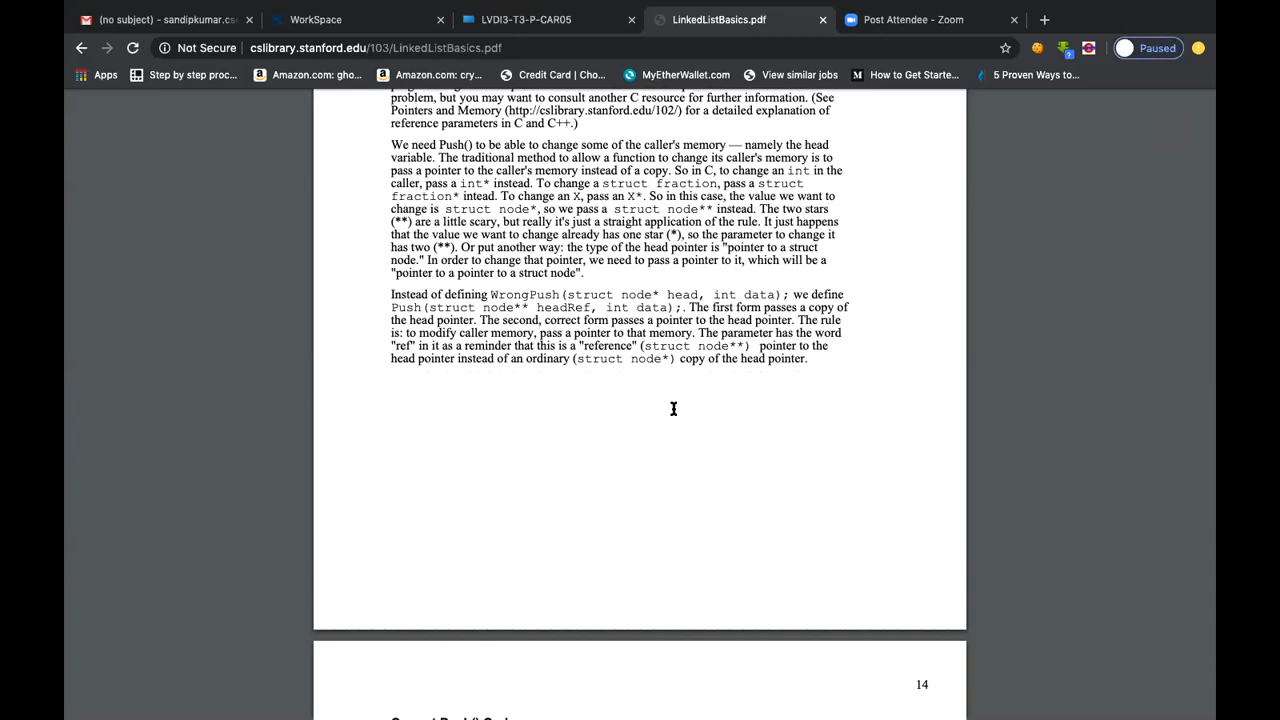 (no subject) - sandipkumar.cs
WorkSpace
LVDI3-T3-P-CAR05
LinkedListBasics.pdf
Post Attendee - Zoom
Not Secure
cslibrary.stanford.edu/103/LinkedListBasics.pdf
Paused
Apps
Step by step proc...
Amazon.com: gho...
Amazon.com: cry...
Credit Card | Cho...
MyEtherWallet.com
View similar jobs
How to Get Starte...
5 Proven Ways to...
problem, but you may want to consult another C resource for further information. (See
Pointers and Memory (http://cslibrary.stanford.edu/102/) for a detailed explanation of
reference parameters in C and C++.)
We need Push() to be able to change some of the caller's memory — namely the head
variable. The traditional method to allow a function to change its caller's memory is to
pass a pointer to the caller's memory instead of a copy. So in C, to change an int in the
caller, pass a int* instead. To change a struct fraction, pass a struct
fraction* intead. To change an X, pass an X*. So in this case, the value we want to
change is struct node*, so we pass a struct node** instead. The two stars
(**) are a little scary, but really it's just a straight application of the rule. It just happens
that the value we want to change already has one star (*), so the parameter to change it
has two (**). Or put another way: the type of the head pointer is "pointer to a struct
node." In order to change that pointer, we need to pass a pointer to it, which will be a
"pointer to a pointer to a struct node".
Instead of defining WrongPush(struct node* head, int data); we define
Push(struct node** headRef, int data);. The first form passes a copy of
the head pointer. The second, correct form passes a pointer to the head pointer. The rule
is: to modify caller memory, pass a pointer to that memory. The parameter has the word
"ref" in it as a reminder that this is a "reference" (struct node**) pointer to the
head pointer instead of an ordinary (struct node*) copy of the head pointer.
14